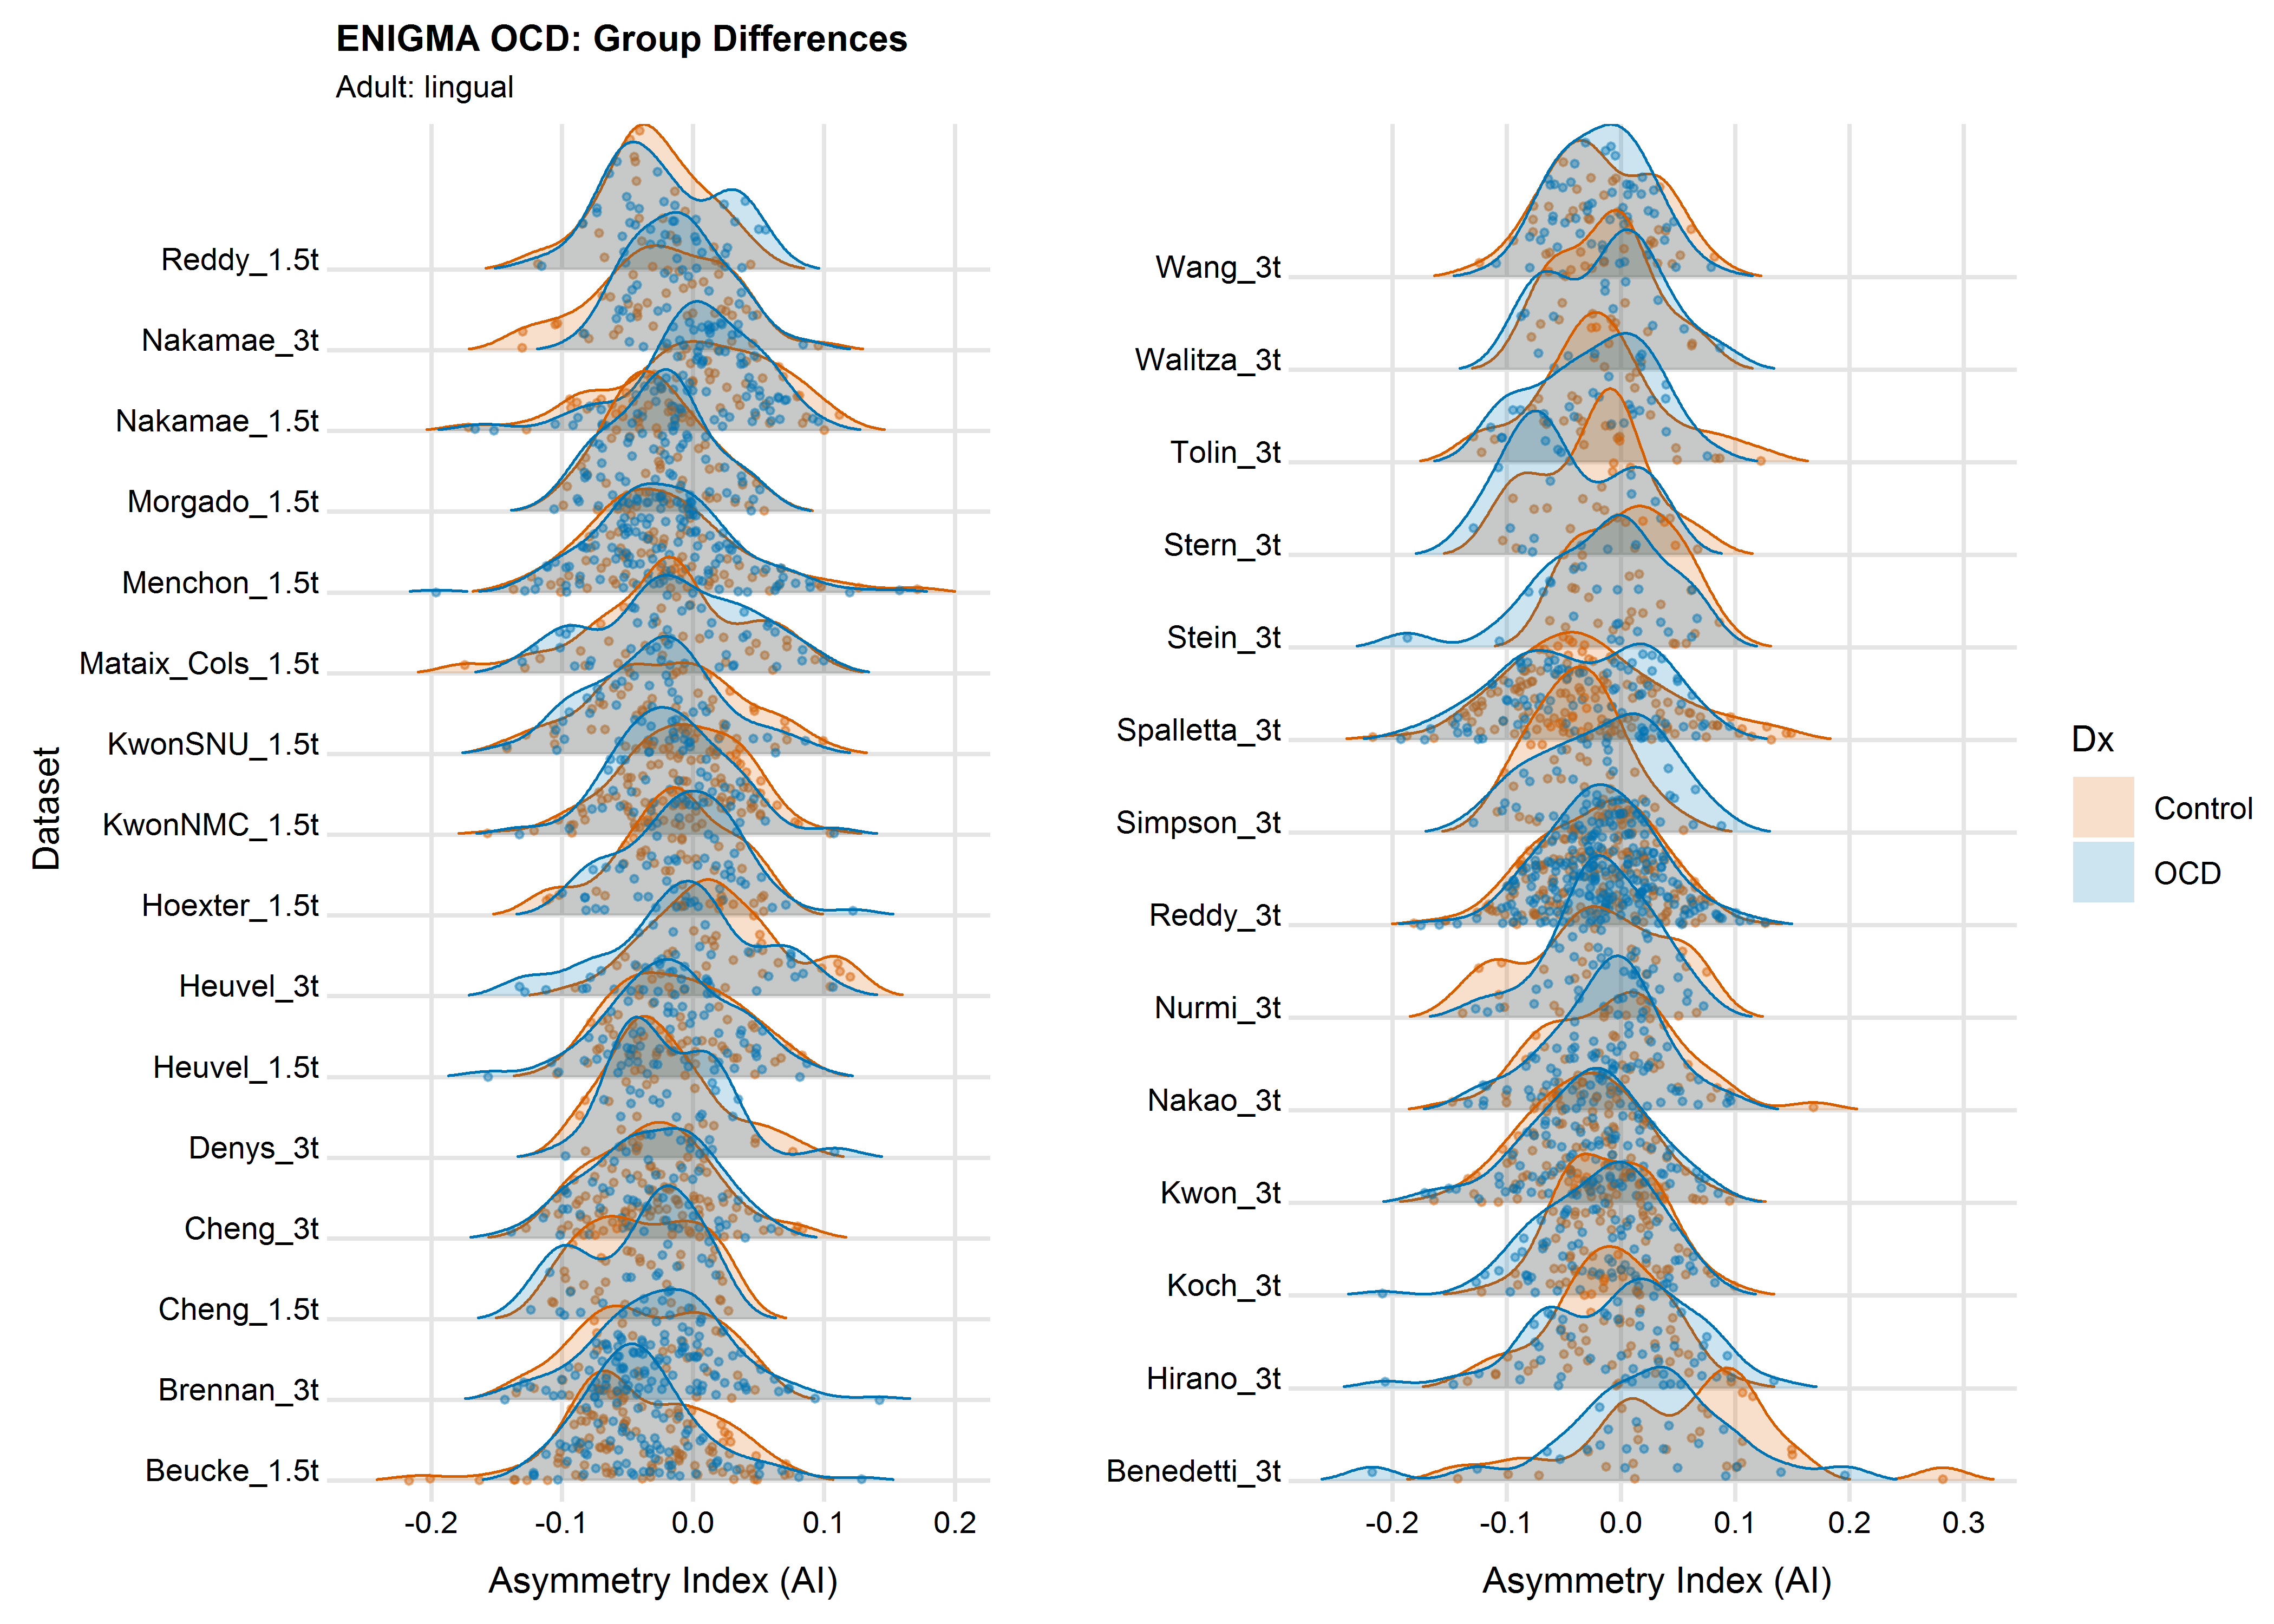 ENIGMA OCD: Group Differences
Adult: lingual
Dataset
Reddy_1.5t
Nakamae_3t
Nakamae_1.5t
Morgado_1.5t
Menchon_1.5t
Mataix_Cols_1.5t
KwonSNU_1.5t
KwonNMC_1.5t
Hoexter_1.5t
Heuvel_3t
Heuvel_1.5t
Denys_3t
Cheng_3t
Cheng_1.5t
Brennan_3t
Beucke_1.5t
-0.2 -0.1 0.0 0.1 0.2
Asymmetry Index (AI)
Wang_3t
Walitza_3t
Tolin_3t
Stern_3t
Stein_3t
Spalletta_3t
Simpson_3t
Reddy_3t
Nurmi_3t
Nakao_3t
Kwon_3t
Koch_3t
Hirano_3t
Benedetti_3t
-0.2 -0.1 0.0 0.1 0.2 0.3
Asymmetry Index (AI)
Dx
Control
OCD